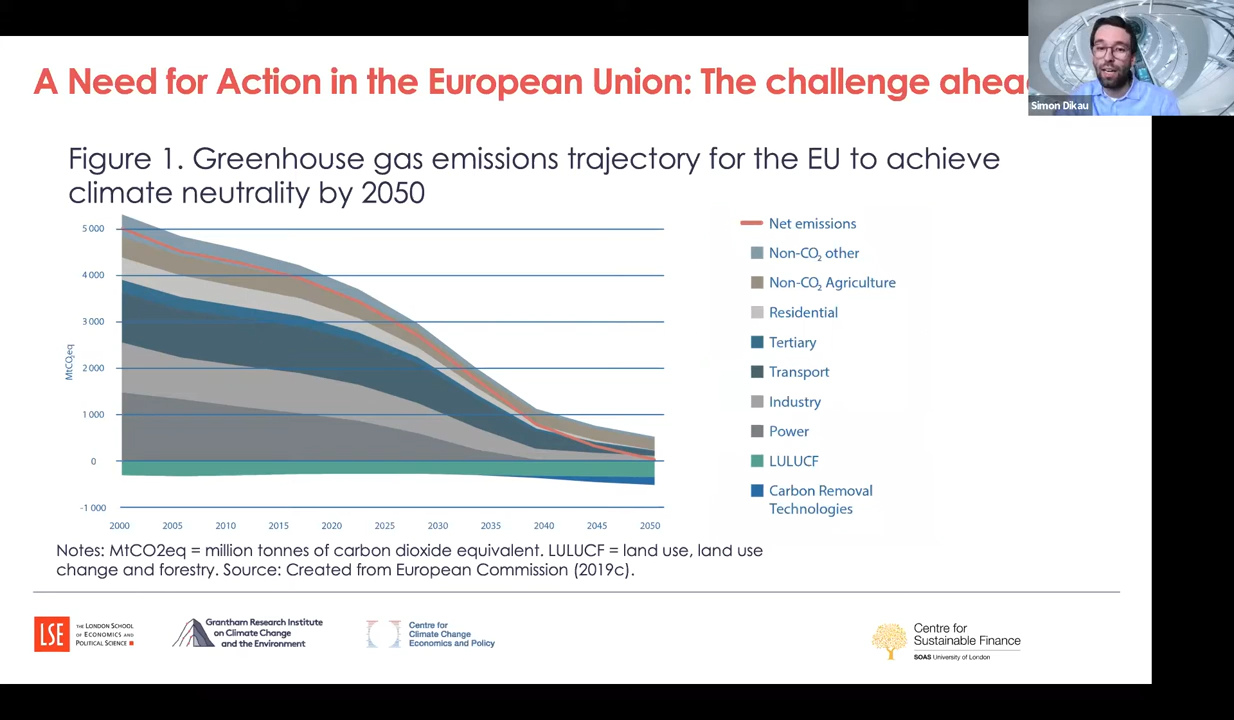 A Need for Action in the European Union: The challenge ahead
Simon Dikau
Figure 1. Greenhouse gas emissions trajectory for the EU to achieve
climate neutrality by 2050
5 000
4 000
3 000
2 000
1 000
0
-1 000
MtCO₂eq
2000 2005 2010 2015 2020 2025 2030 2035 2040 2045 2050
Net emissions
Non-CO₂ other
Non-CO₂ Agriculture
Residential
Tertiary
Transport
Industry
Power
LULUCF
Carbon Removal
Technologies
Notes: MtCO2eq = million tonnes of carbon dioxide equivalent. LULUCF = land use, land use
change and forestry. Source: Created from European Commission (2019c).
LSE
THE LONDON SCHOOL
OF ECONOMICS AND
POLITICAL SCIENCE
Grantham Research Institute
on Climate Change
and the Environment
Centre for
Climate Change
Economics and Policy
Centre for
Sustainable Finance
SOAS University of London